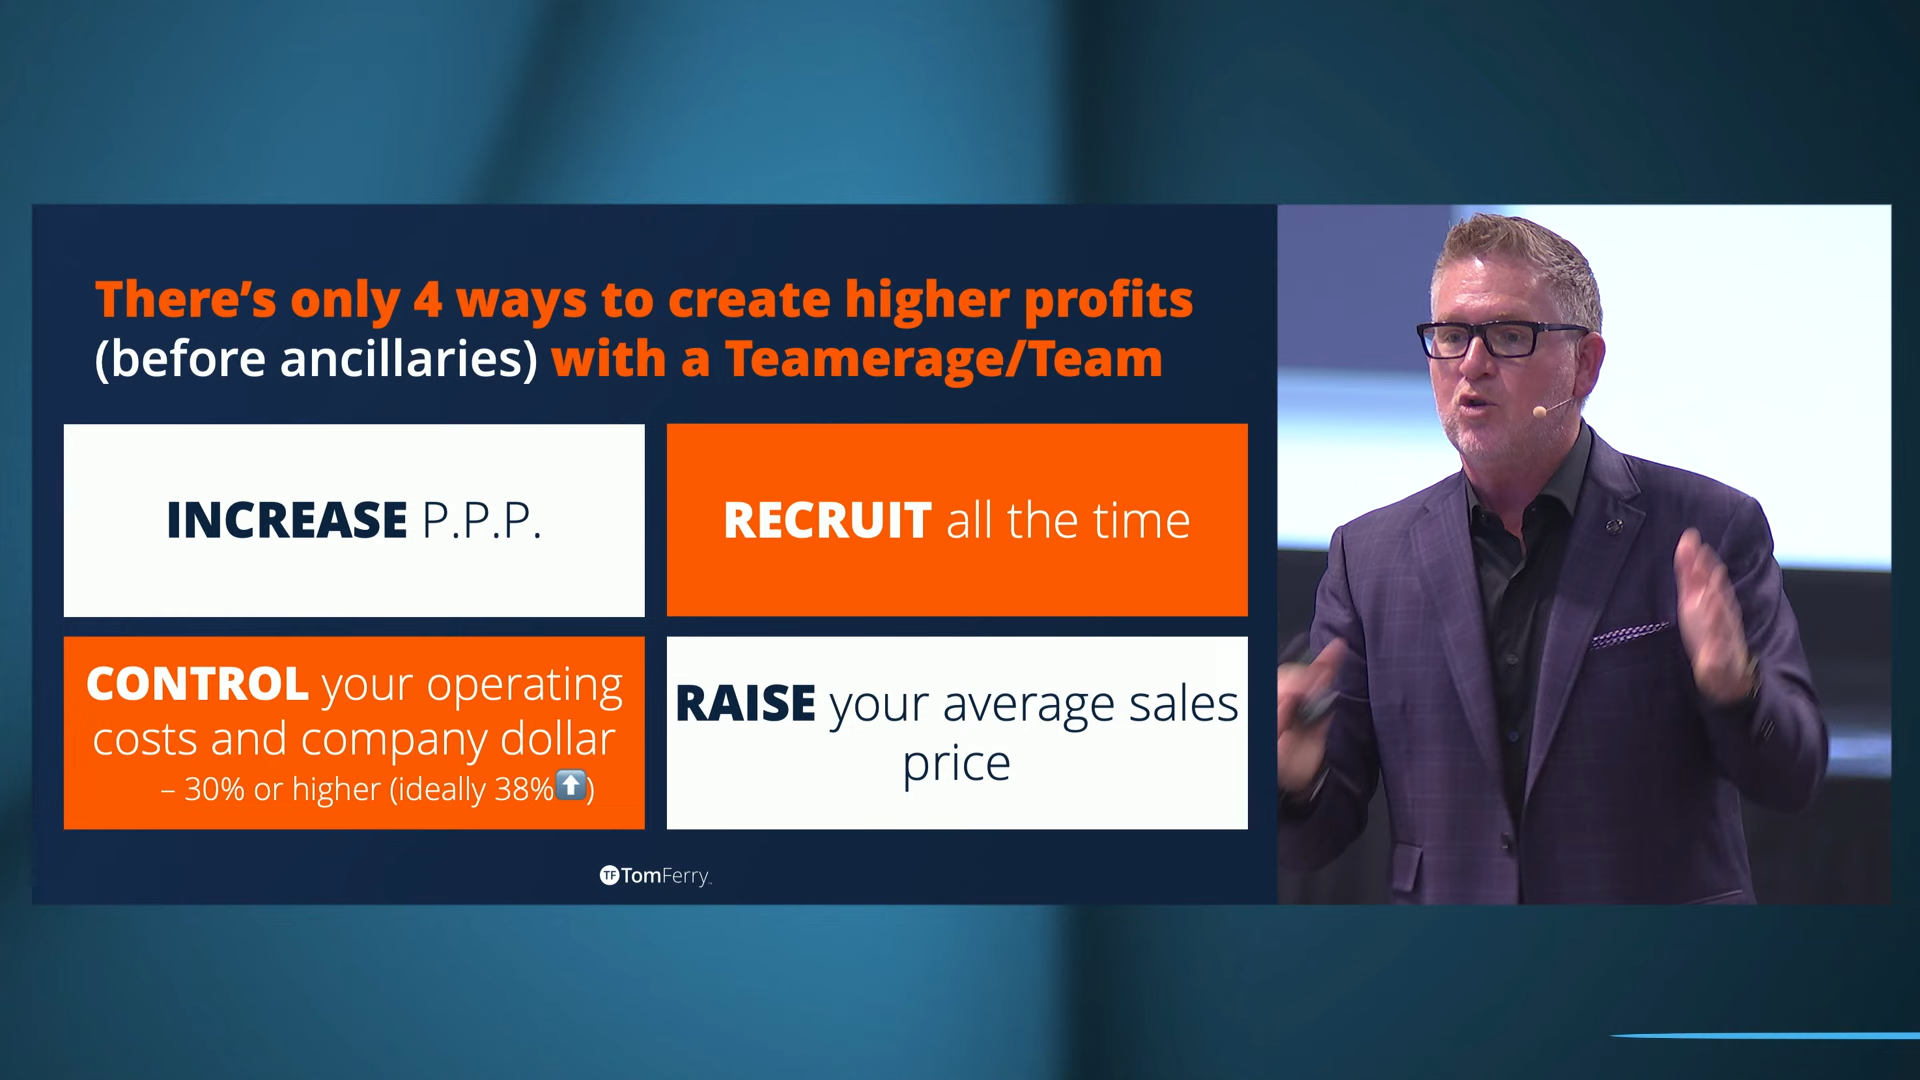 There’s only 4 ways to create higher profits
(before ancillaries) with a Teamerage/Team
INCREASE P.P.P.
RECRUIT all the time
CONTROL your operating
costs and company dollar
– 30% or higher (ideally 38%⬆️)
RAISE your average sales
price
TF TomFerry